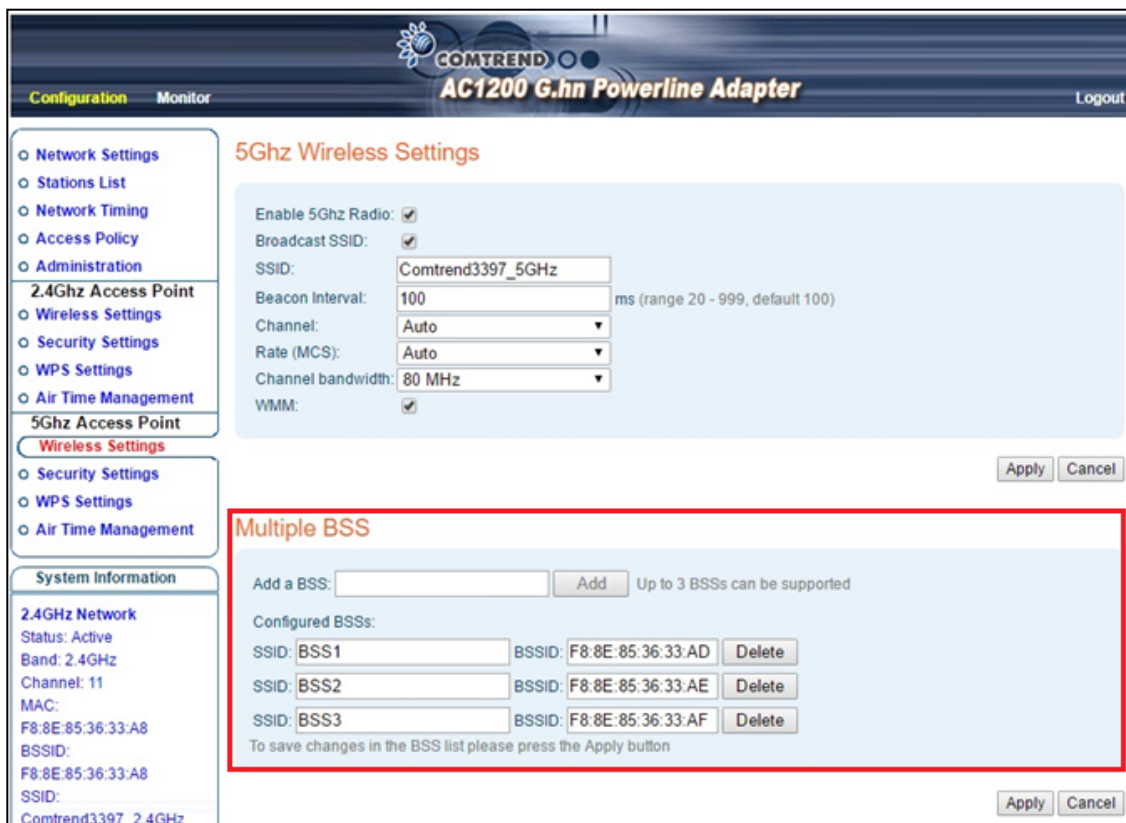 COMTREND
AC1200 G.hn Powerline Adapter
Configuration Monitor Logout
Network Settings
Stations List
Network Timing
Access Policy
Administration
2.4Ghz Access Point
Wireless Settings
Security Settings
WPS Settings
Air Time Management
5Ghz Access Point
Wireless Settings
Security Settings
WPS Settings
Air Time Management
System Information
2.4GHz Network
Status: Active
Band: 2.4GHz
Channel: 11
MAC:
F8:8E:85:36:33:A8
BSSID:
F8:8E:85:36:33:A8
SSID:
Comtrend3397_2.4GHz
5Ghz Wireless Settings
Enable 5Ghz Radio:
Broadcast SSID:
SSID: Comtrend3397_5GHz
Beacon Interval: 100 ms (range 20 - 999, default 100)
Channel: Auto
Rate (MCS): Auto
Channel bandwidth: 80 MHz
WMM:
Apply Cancel
Multiple BSS
Add a BSS: Add Up to 3 BSSs can be supported
Configured BSSs:
SSID: BSS1 BSSID: F8:8E:85:36:33:AD Delete
SSID: BSS2 BSSID: F8:8E:85:36:33:AE Delete
SSID: BSS3 BSSID: F8:8E:85:36:33:AF Delete
To save changes in the BSS list please press the Apply button
Apply Cancel